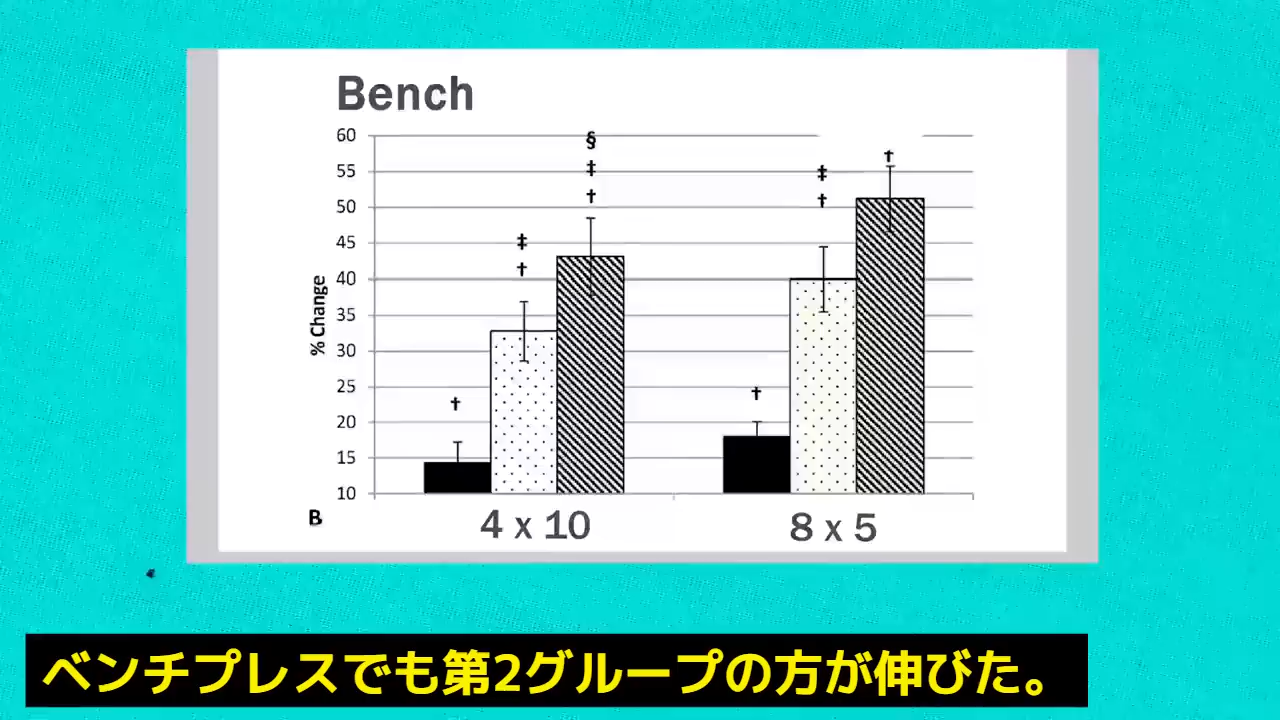 Bench
60
55
50
45
40
35
30
25
20
15
10
% Change
§
‡ ‡ †
‡ † † †
† †
B
4 x 10 8 x 5
ベンチプレスでも第2グループの方が伸びた。